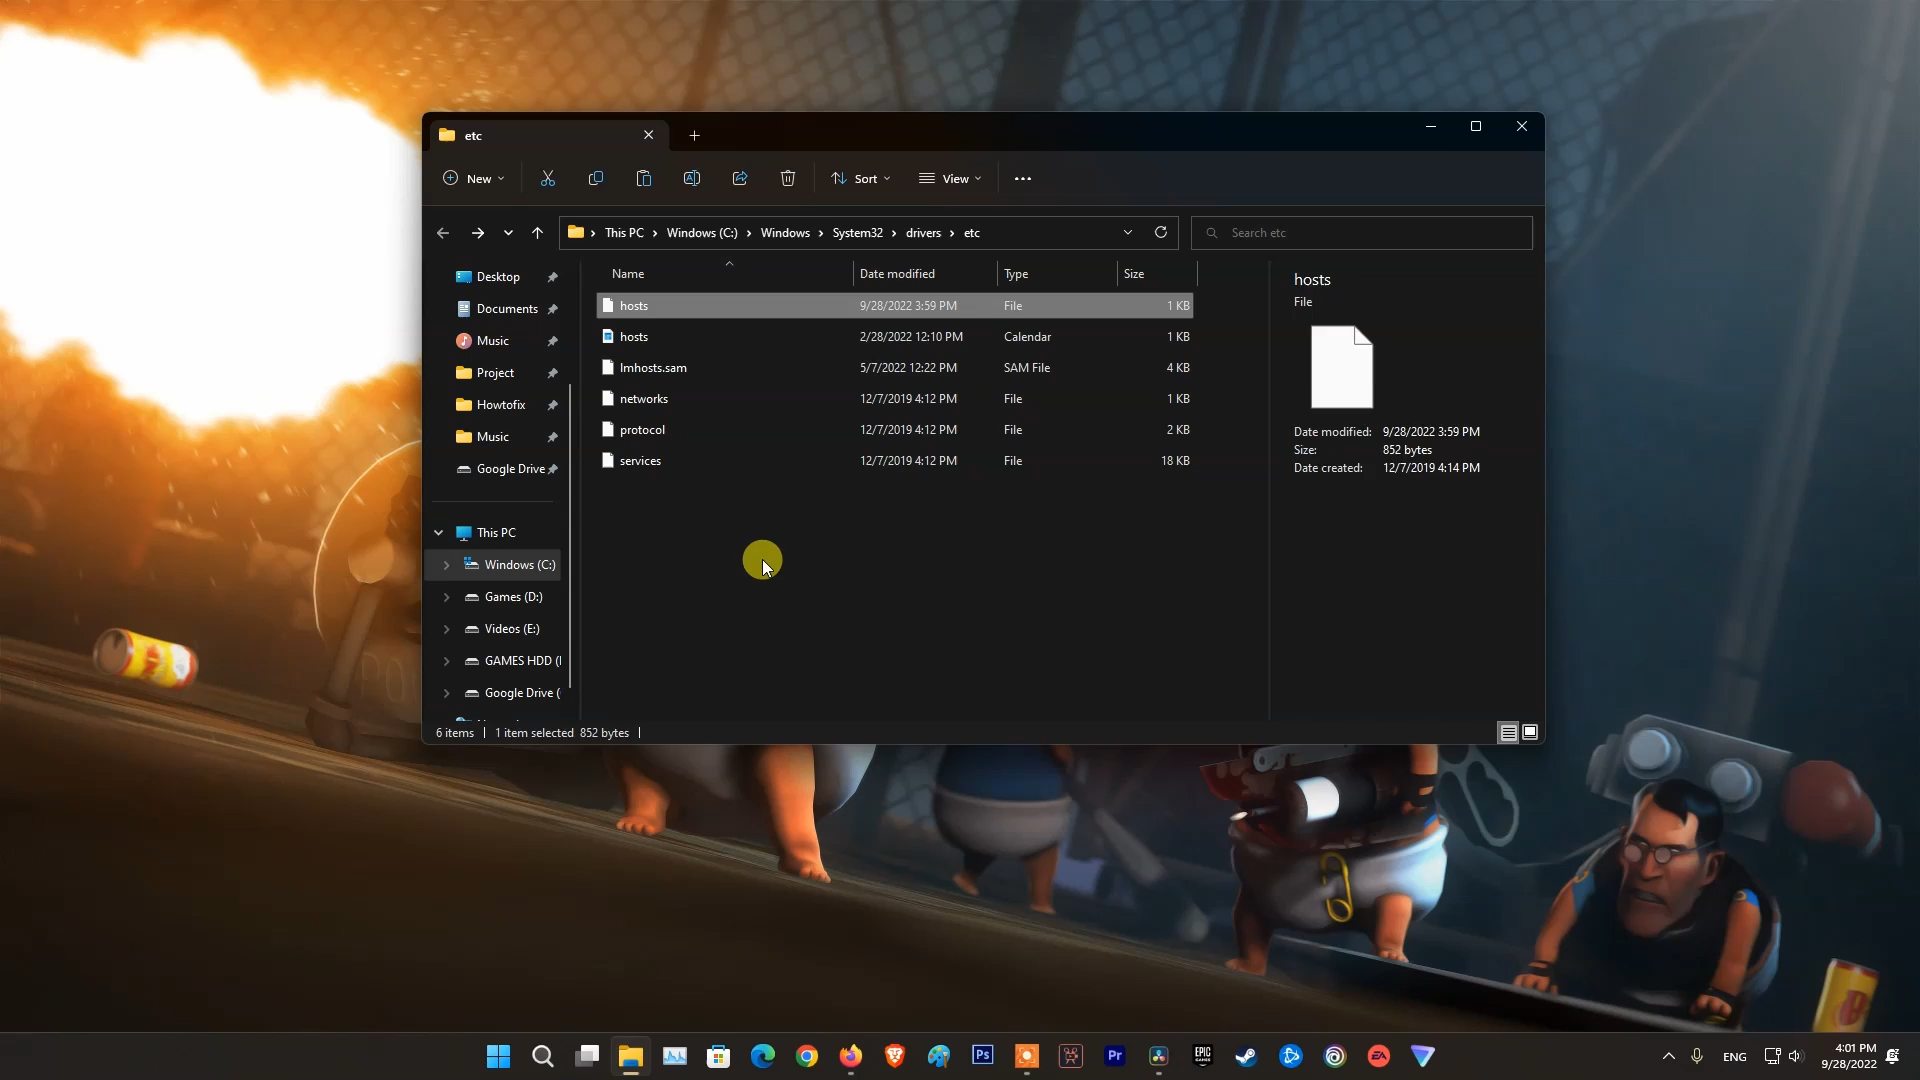 etc
New
Sort
View
This PC
Windows (C:)
Windows
System32
drivers
etc
Search etc
Desktop
Documents
Music
Project
Howtofix
Music
Google Drive
This PC
Windows (C:)
Games (D:)
Videos (E:)
GAMES HDD (
Google Drive (
Name Date modified Type Size
hosts 9/28/2022 3:59 PM File 1 KB
hosts 2/28/2022 12:10 PM Calendar 1 KB
lmhosts.sam 5/7/2022 12:22 PM SAM File 4 KB
networks 12/7/2019 4:12 PM File 1 KB
protocol 12/7/2019 4:12 PM File 2 KB
services 12/7/2019 4:12 PM File 18 KB
hosts
File
Date modified: 9/28/2022 3:59 PM
Size: 852 bytes
Date created: 12/7/2019 4:14 PM
6 items 1 item selected 852 bytes
Ps
Pr
EPIC
GAMES
EA
ENG
4:01 PM
9/28/2022